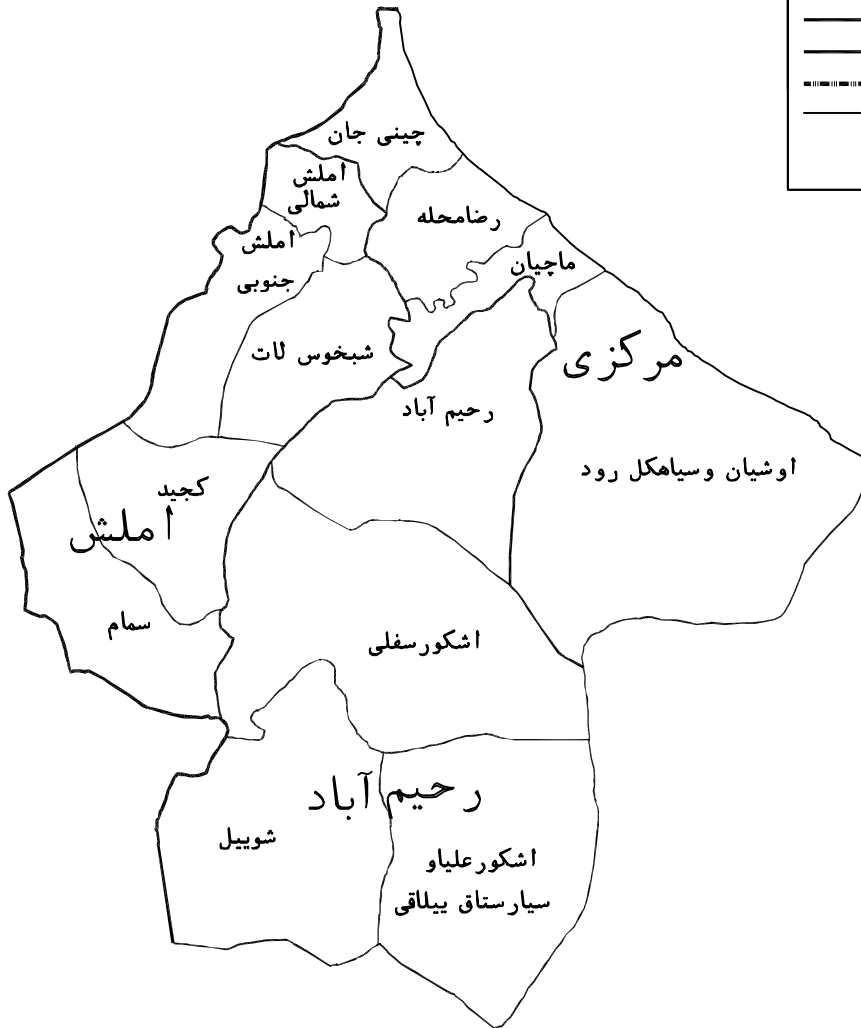 چینی جان
املش
شمالی
رضامحله
املش
جنوبی
ماچیان
شبخوس لات
مرکزی
رحیم آباد
اوشیان وسیاهکل رود
کجید
املش
سمام
اشکورسفلی
رحیم آباد
شوییل
اشکورعلیاو
سیارستاق ییلاقی